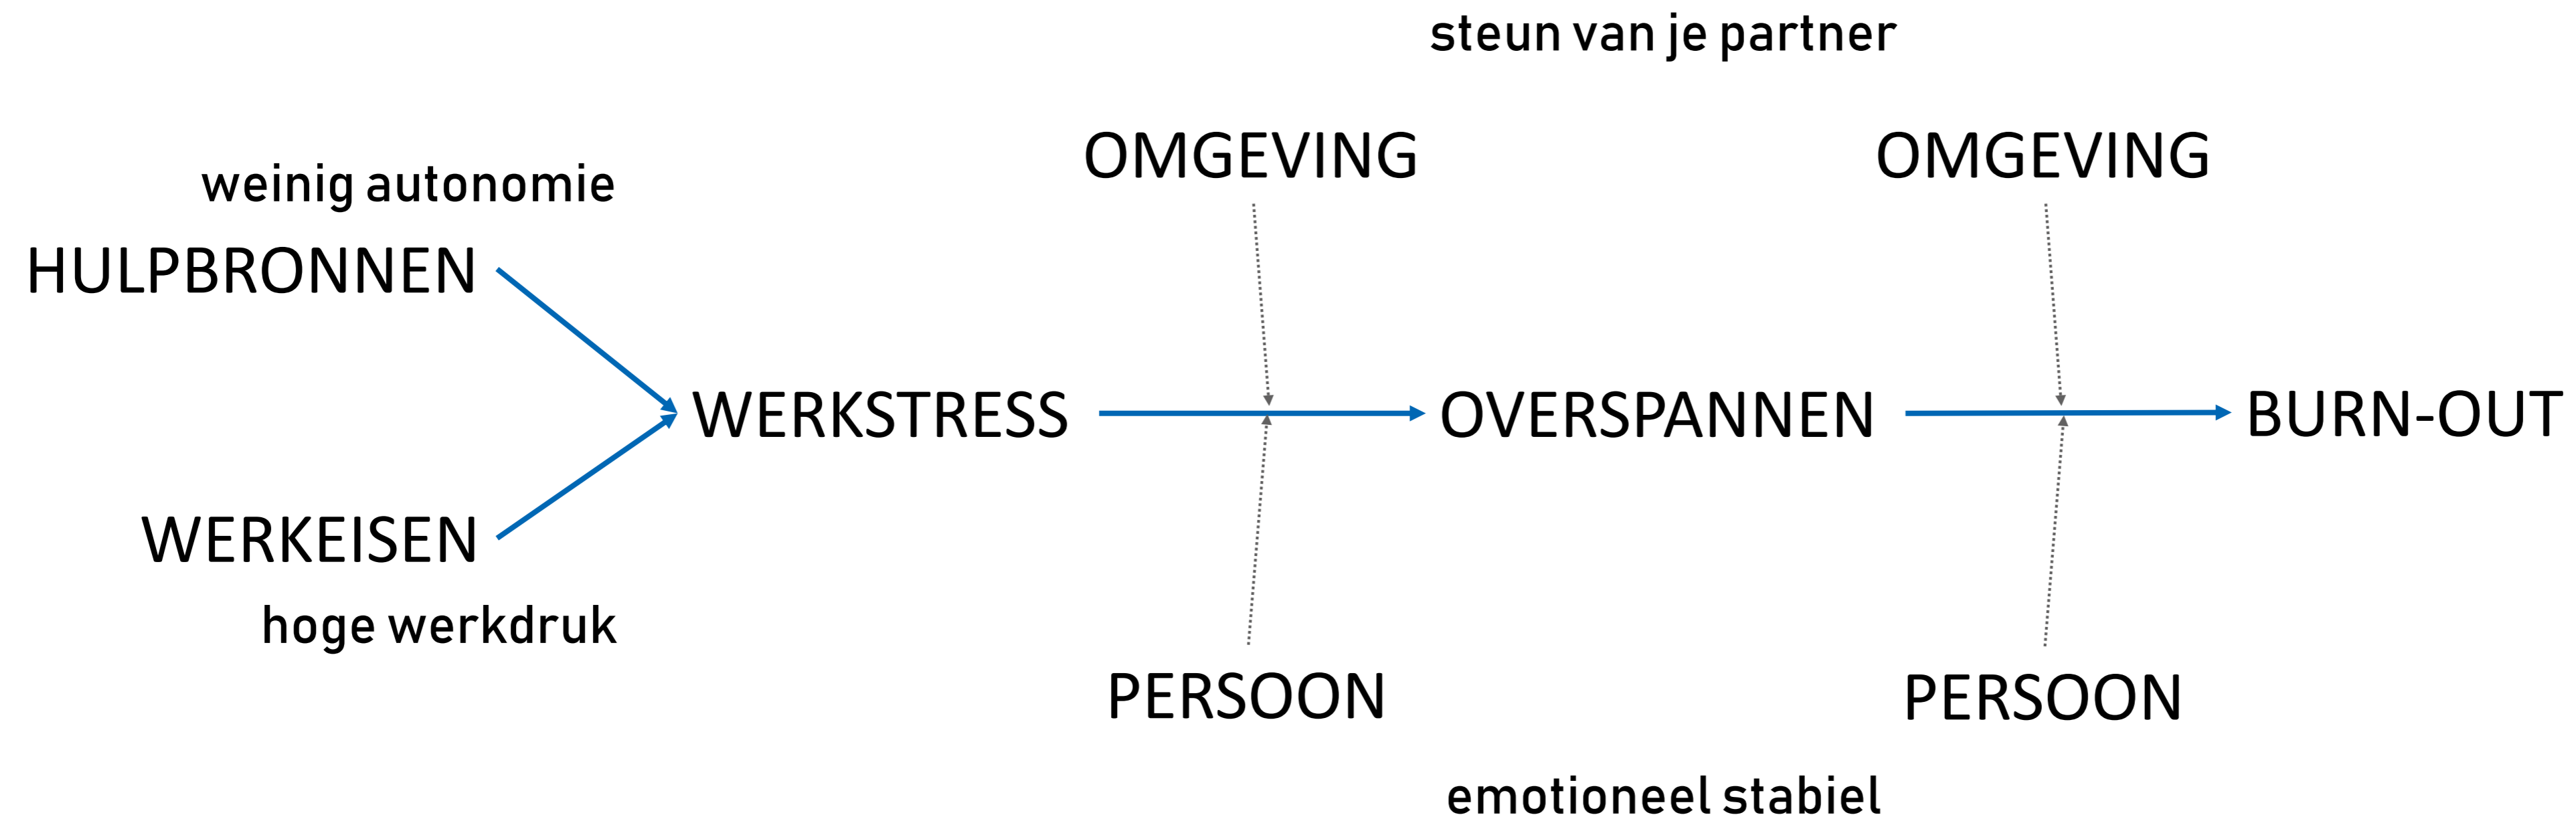 steun van je partner
OMGEVING
OMGEVING
weinig autonomie
HULPBRONNEN
WERKSTRESS
OVERSPANNEN
BURN-OUT
WERKEISEN
hoge werkdruk
PERSOON
PERSOON
emotioneel stabiel